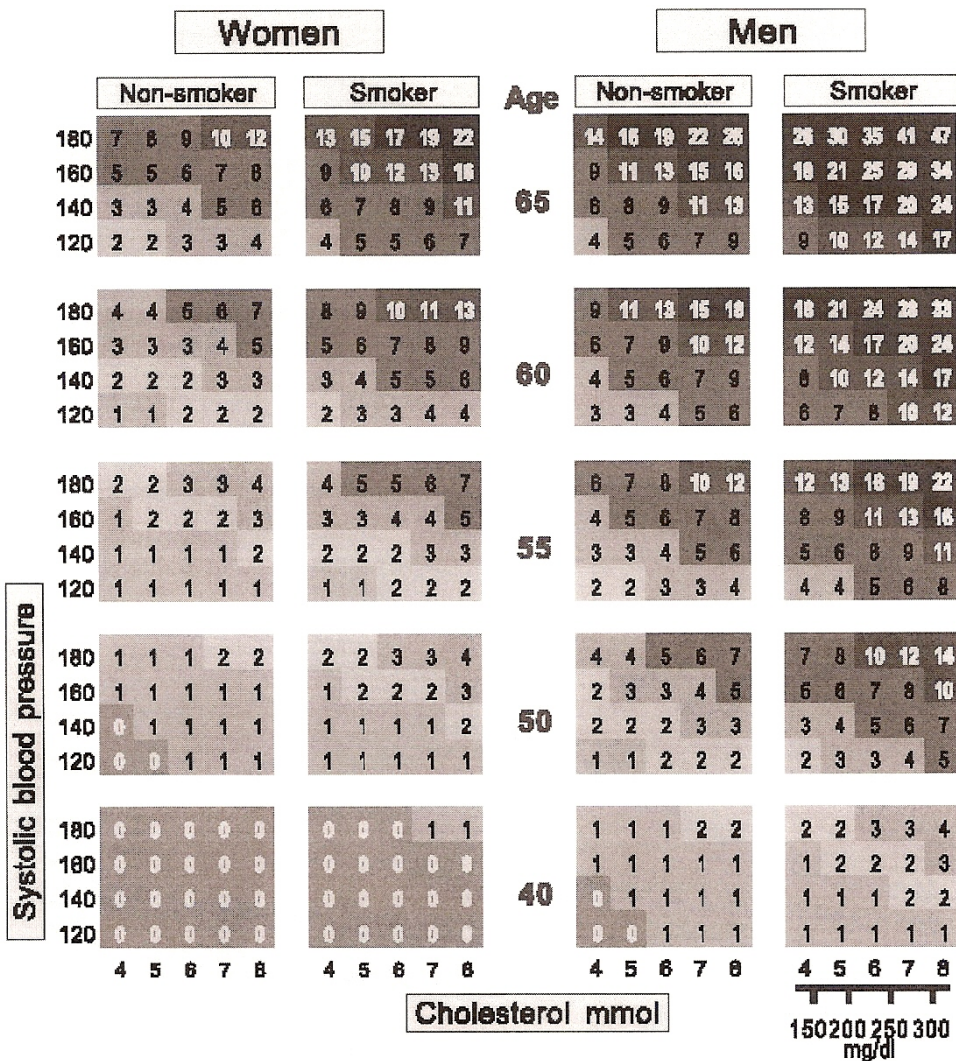 Women Men
Non-smoker Smoker Age Non-smoker Smoker
180 7 8 9 10 12 13 15 17 19 22 14 16 19 22 26 26 30 35 41 47
160 5 5 6 7 8 9 10 12 13 16 9 11 13 15 16 18 21 25 29 34
65
140 3 3 4 5 6 6 7 8 9 11 6 8 9 11 13 13 15 17 20 24
120 2 2 3 3 4 4 5 5 6 7 4 5 6 7 9 9 10 12 14 17
180 4 4 5 6 7 8 9 10 11 13 9 11 13 15 18 18 21 24 28 33
160 3 3 3 4 5 5 6 7 8 9 6 7 9 10 12 12 14 17 20 24
60
140 2 2 2 3 3 3 4 5 5 6 4 5 6 7 9 8 10 12 14 17
120 1 1 2 2 2 2 3 3 4 4 3 3 4 5 6 6 7 8 10 12
180 2 2 3 3 4 4 5 5 6 7 6 7 8 10 12 12 13 16 19 22
160 1 2 2 2 3 3 3 4 4 5 4 5 6 7 8 8 9 11 13 16
55
140 1 1 1 1 2 2 2 2 3 3 3 3 4 5 6 5 6 8 9 11
120 1 1 1 1 1 1 1 2 2 2 2 2 3 3 4 4 4 5 6 8
180 1 1 1 2 2 2 2 3 3 4 4 4 5 6 7 7 8 10 12 14
160 1 1 1 1 1 1 2 2 2 3 2 3 3 4 5 5 6 7 8 10
50
140 0 1 1 1 1 1 1 1 1 2 2 2 2 3 3 3 4 5 6 7
120 0 0 1 1 1 1 1 1 1 1 1 1 2 2 2 2 3 3 4 5
180 0 0 0 0 0 0 0 0 1 1 1 1 1 2 2 2 2 3 3 4
160 0 0 0 0 0 0 0 0 0 0 1 1 1 1 1 1 2 2 2 3
40
140 0 0 0 0 0 0 0 0 0 0 0 1 1 1 1 1 1 1 2 2
120 0 0 0 0 0 0 0 0 0 0 0 0 1 1 1 1 1 1 1 1
Systolic blood pressure
4 5 6 7 8 4 5 6 7 8 4 5 6 7 8 4 5 6 7 8
Cholesterol mmol
150 200 250 300
mg/dl